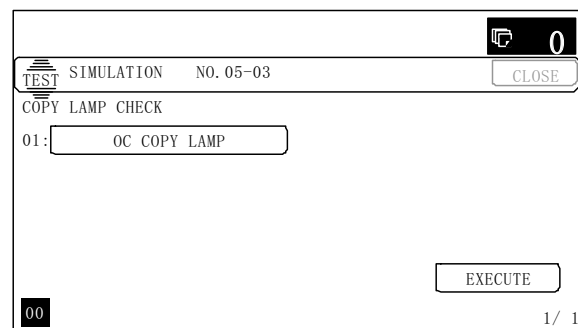 0
TEST SIMULATION NO. 05-03 CLOSE
COPY LAMP CHECK
01: OC COPY LAMP
EXECUTE
00 1/ 1